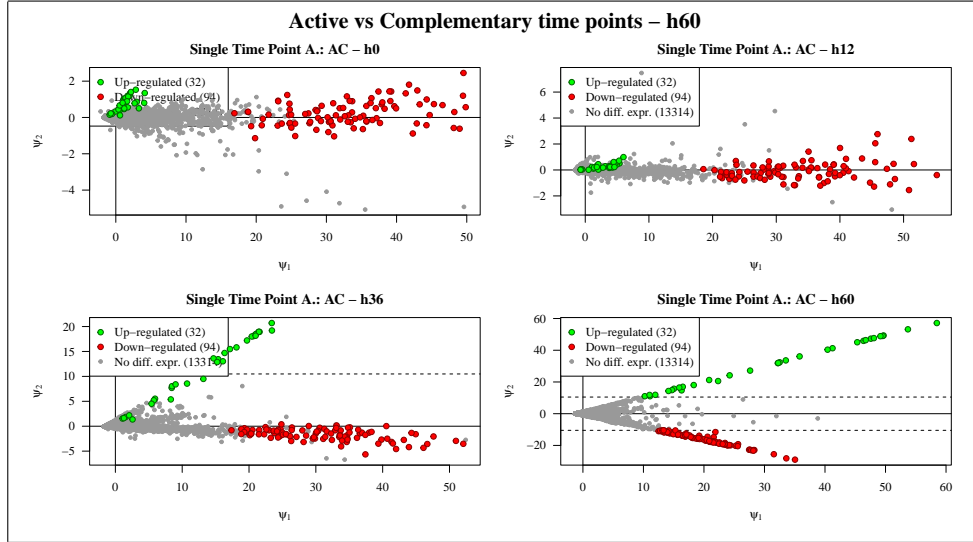 Active vs Complementary time points – h60
Single Time Point A.: AC – h0
Up−regulated (32)
Down−regulated (94)
ψ2
2
0
−2
−4
0 10 20 30 40 50
ψ1
Single Time Point A.: AC – h12
Up−regulated (32)
Down−regulated (94)
No diff. expr. (13314)
ψ2
6
4
2
0
−2
0 10 20 30 40 50
ψ1
Single Time Point A.: AC – h36
Up−regulated (32)
Down−regulated (94)
No diff. expr. (13314)
ψ2
20
15
10
5
0
−5
0 10 20 30 40 50
ψ1
Single Time Point A.: AC – h60
Up−regulated (32)
Down−regulated (94)
No diff. expr. (13314)
ψ2
60
40
20
0
−20
0 10 20 30 40 50 60
ψ1